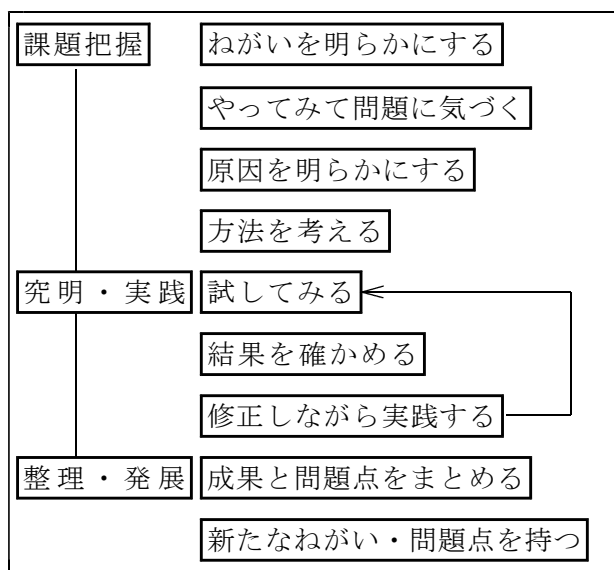 課題把握 ねがいを明らかにする
やってみて問題に気づく
原因を明らかにする
方法を考える
究明・実践 試してみる
結果を確かめる
修正しながら実践する
整理・発展 成果と問題点をまとめる
新たなねがい・問題点を持つ